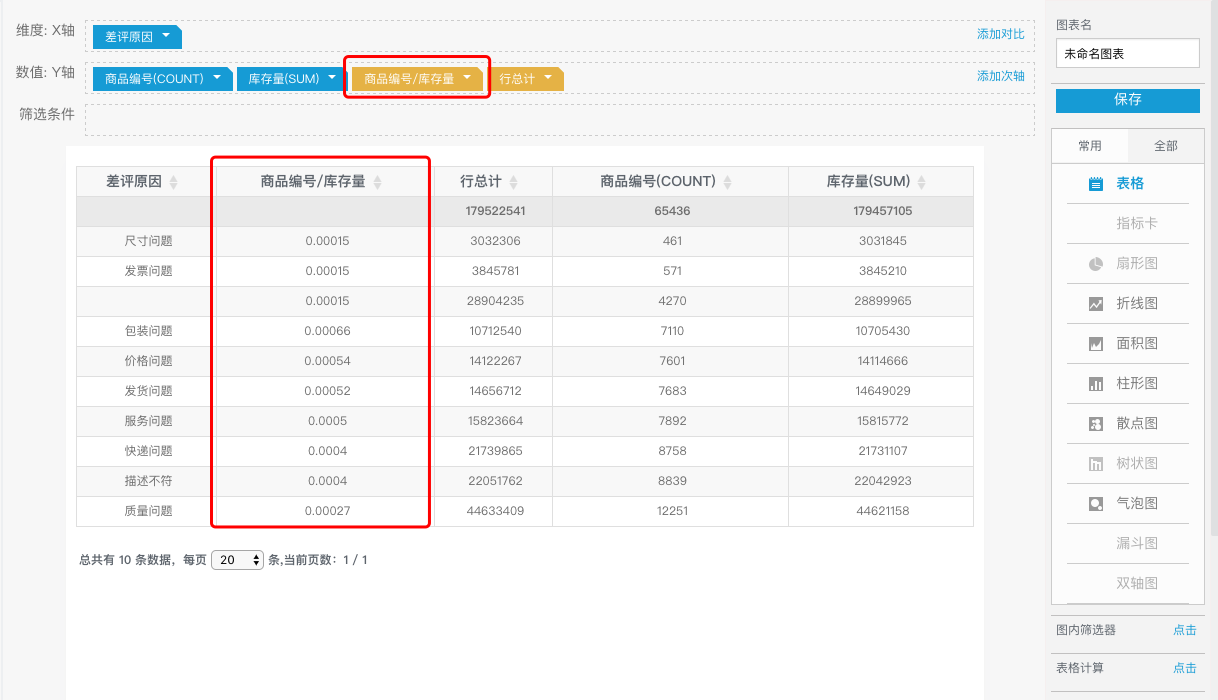 维度: X轴 差评原因 添加对比
数值: Y轴 商品编号(COUNT) 库存量(SUM) 商品编号/库存量 行总计 添加次轴
筛选条件
差评原因 商品编号/库存量 行总计 商品编号(COUNT) 库存量(SUM)
179522541 65436 179457105
尺寸问题 0.00015 3032306 461 3031845
发票问题 0.00015 3845781 571 3845210
0.00015 28904235 4270 28899965
包装问题 0.00066 10712540 7110 10705430
价格问题 0.00054 14122267 7601 14114666
发货问题 0.00052 14656712 7683 14649029
服务问题 0.0005 15823664 7892 15815772
快递问题 0.0004 21739865 8758 21731107
描述不符 0.0004 22051762 8839 22042923
质量问题 0.00027 44633409 12251 44621158
总共有 10 条数据，每页 20 条,当前页数：1 / 1
图表名
未命名图表
保存
常用 全部
表格
指标卡
扇形图
折线图
面积图
柱形图
散点图
树状图
气泡图
漏斗图
双轴图
图内筛选器 点击
表格计算 点击